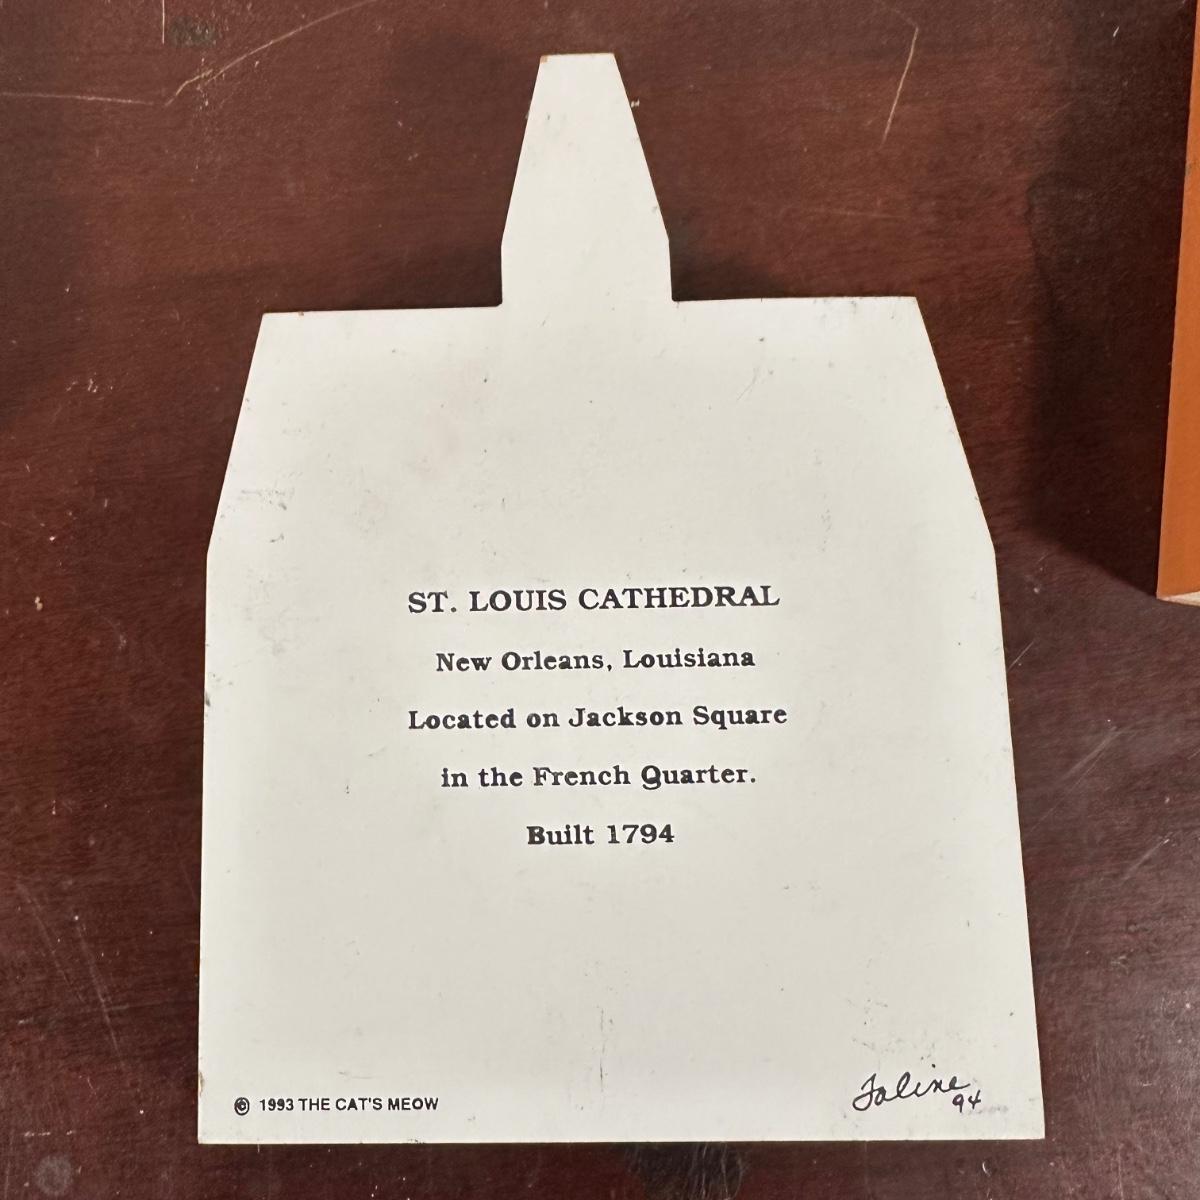 ST. LOUIS CATHEDRAL
New Orleans, Louisiana
Located on Jackson Square
in the French Quarter.
Built 1794
© 1993 THE CAT'S MEOW
Faline
94